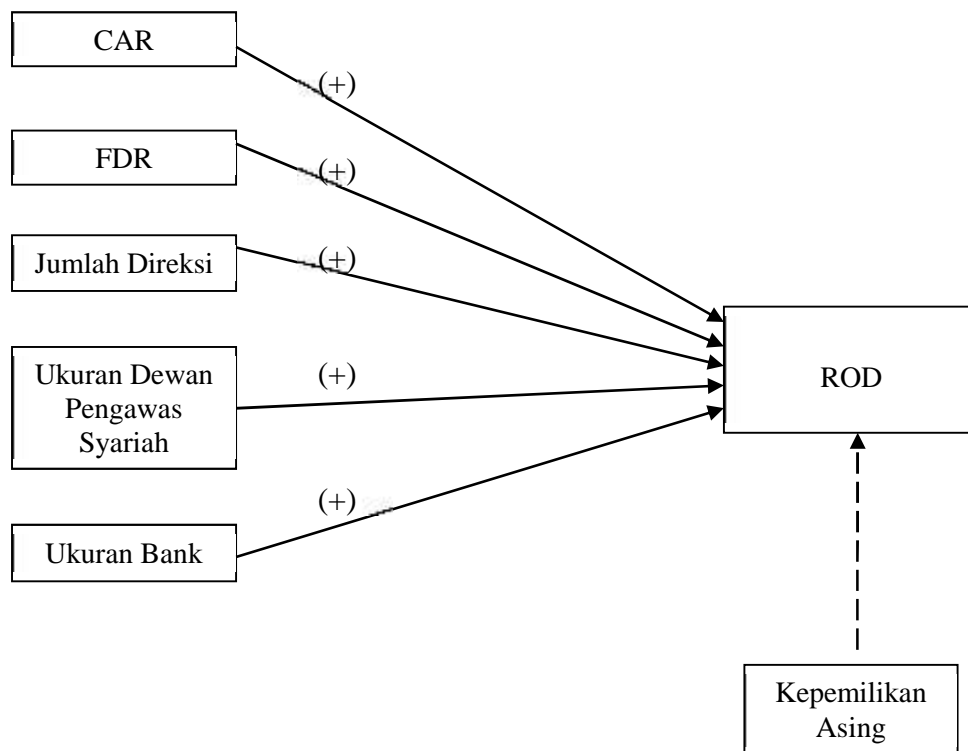 CAR
(+)
FDR
(+)
Jumlah Direksi
(+)
Ukuran Dewan
Pengawas
Syariah
(+)
ROD
(+)
Ukuran Bank
Kepemilikan
Asing